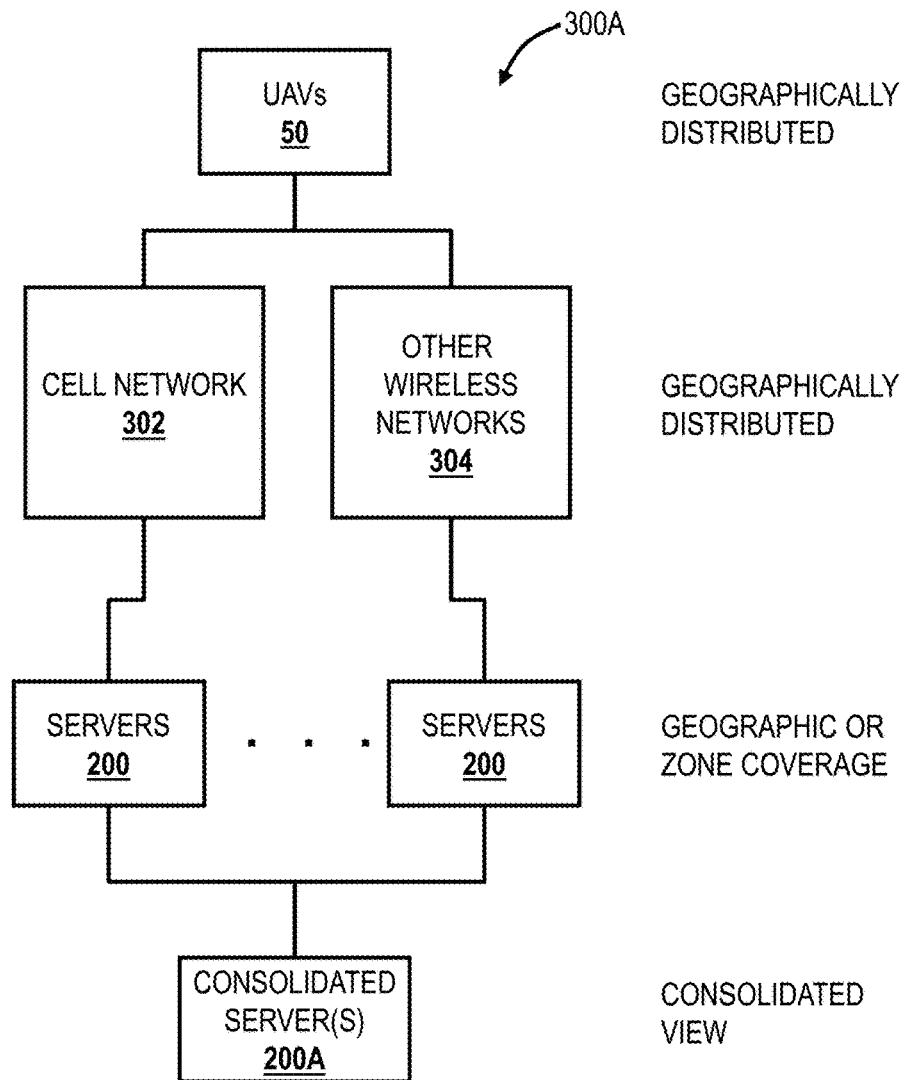 300A
UAVs
50
GEOGRAPHICALLY
DISTRIBUTED
CELL NETWORK
302
OTHER
WIRELESS
NETWORKS
304
GEOGRAPHICALLY
DISTRIBUTED
SERVERS
200
. . .
SERVERS
200
GEOGRAPHIC OR
ZONE COVERAGE
CONSOLIDATED
SERVER(S)
200A
CONSOLIDATED
VIEW